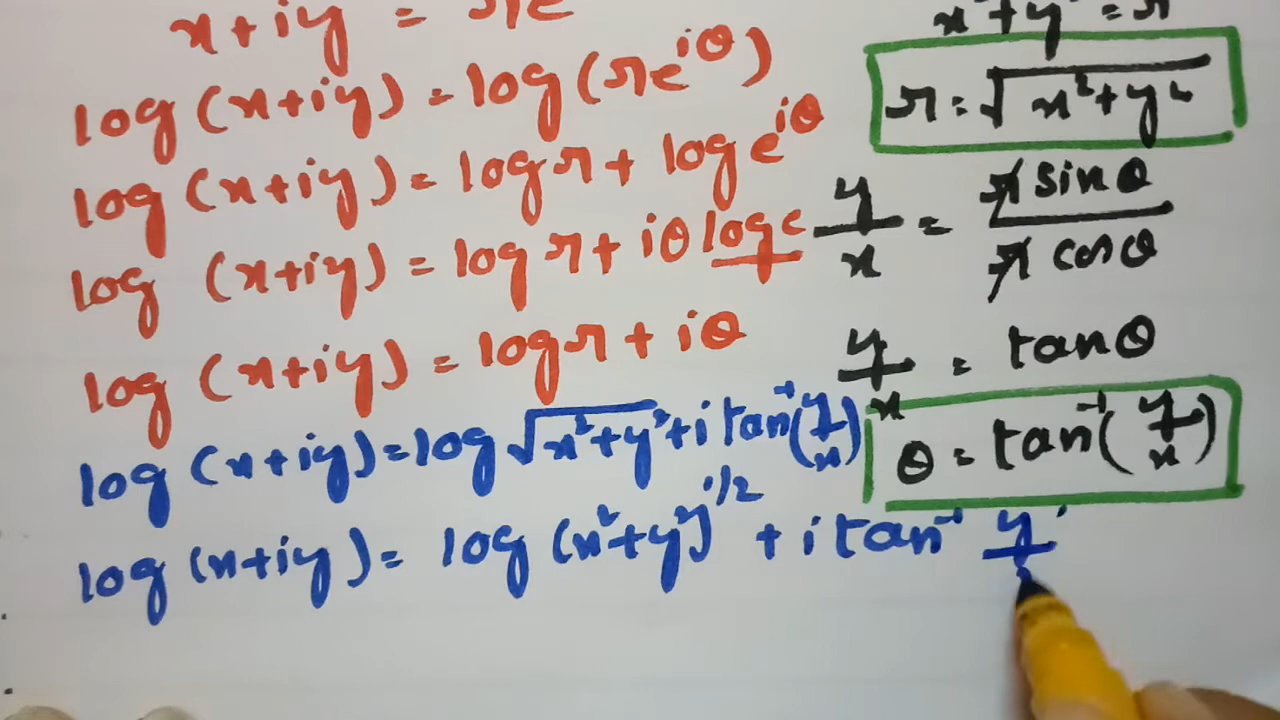 x+iy = re
log (x+iy) = log (re^iθ)
log (x+iy) = log r + log e^iθ
log (x+iy) = log r + iθ log e
log (x+iy) = log r + iθ
log (x+iy) = log √x²+y² + i tan⁻¹(y/x)
log (x+iy) = log (x²+y²)^1/2 + i tan⁻¹ y
x²+y² = r
r = √x²+y²
y/x = r sinθ / r cosθ
y/x = tanθ
θ = tan⁻¹(y/x)